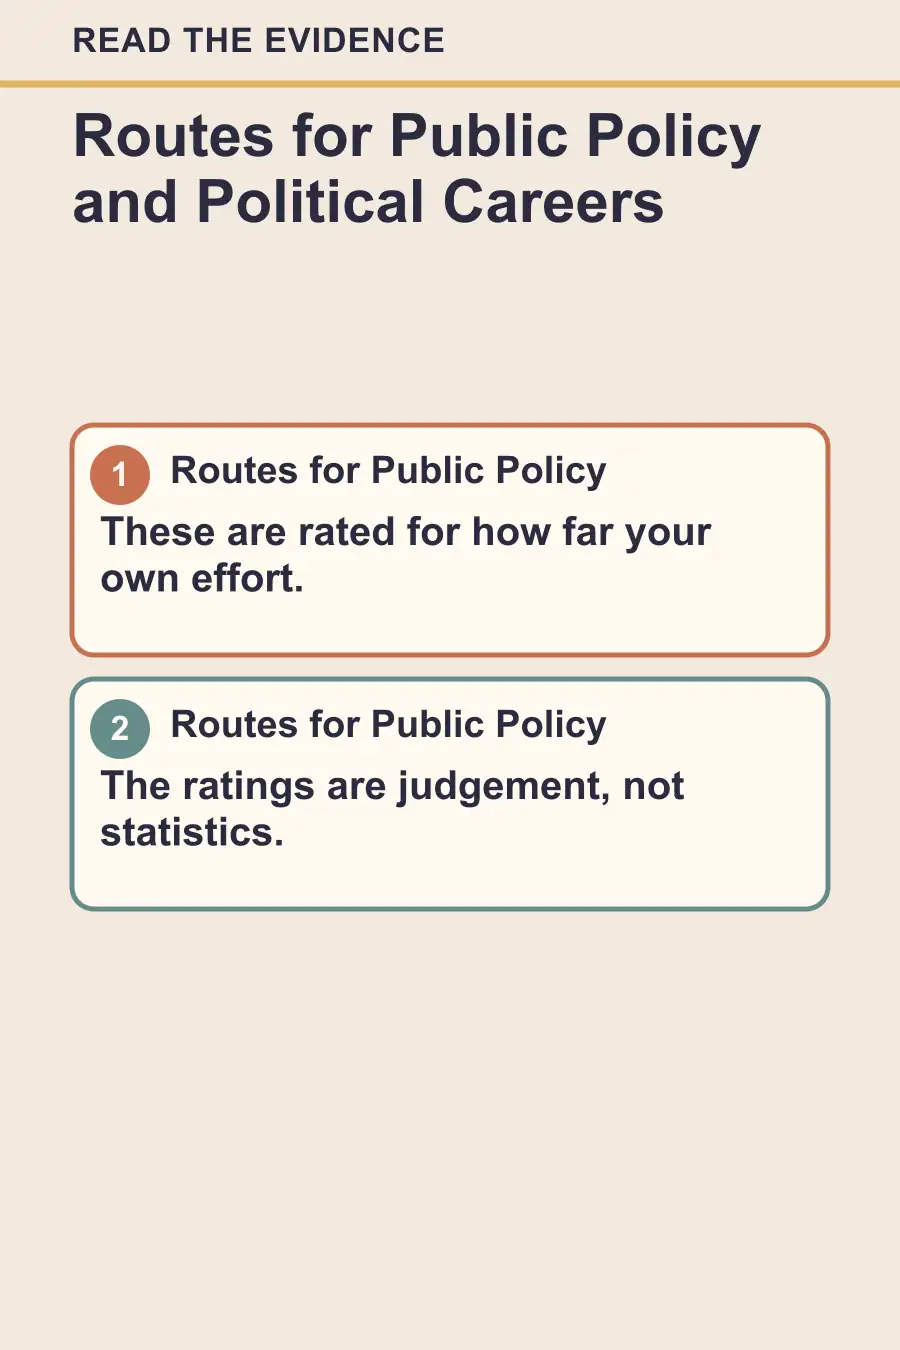 READ THE EVIDENCE
Routes for Public Policy
and Political Careers
1 Routes for Public Policy
These are rated for how far your
own effort.
2 Routes for Public Policy
The ratings are judgement, not
statistics.